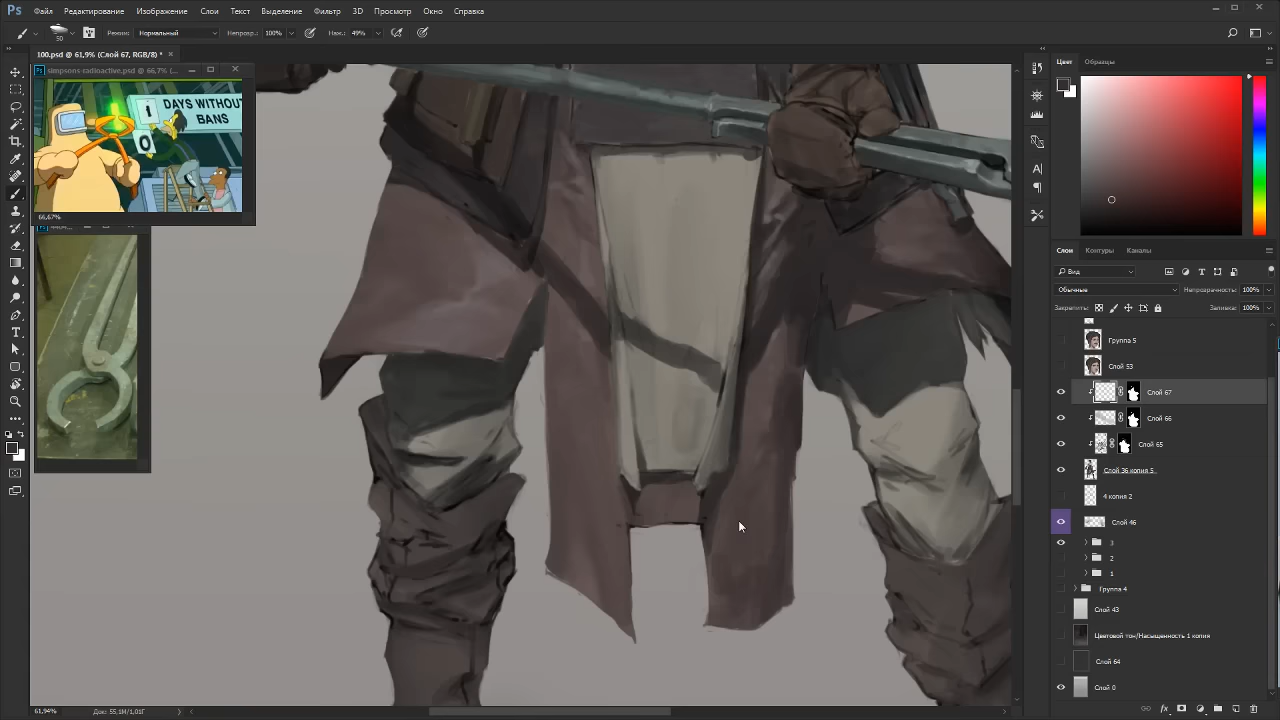 Ps Файл Редактирование Изображение Слои Текст Выделение Фильтр 3D Просмотр Окно Справка
50 Режим: Нормальный Непрозр.: 100% Наж.: 49%
100.psd @ 61,9% (Слой 67, RGB/8) *
simpsons-radioactive.psd @ 66,7% (...
1 DAYS WITHOUT
BANS
0
66,67%
Цвет Образцы
Слои Контуры Каналы
Вид
Обычные Непрозрачность: 100%
Закрепить: Заливка: 100%
Группа 5
Слой 53
Слой 67
Слой 66
Слой 65
Слой 36 копия 5
4 копия 2
Слой 46
3
2
1
Группа 4
Слой 43
Цветовой тон/Насыщенность 1 копия
Слой 64
Слой 0
61,94% Док: 55,1M/1,01Г